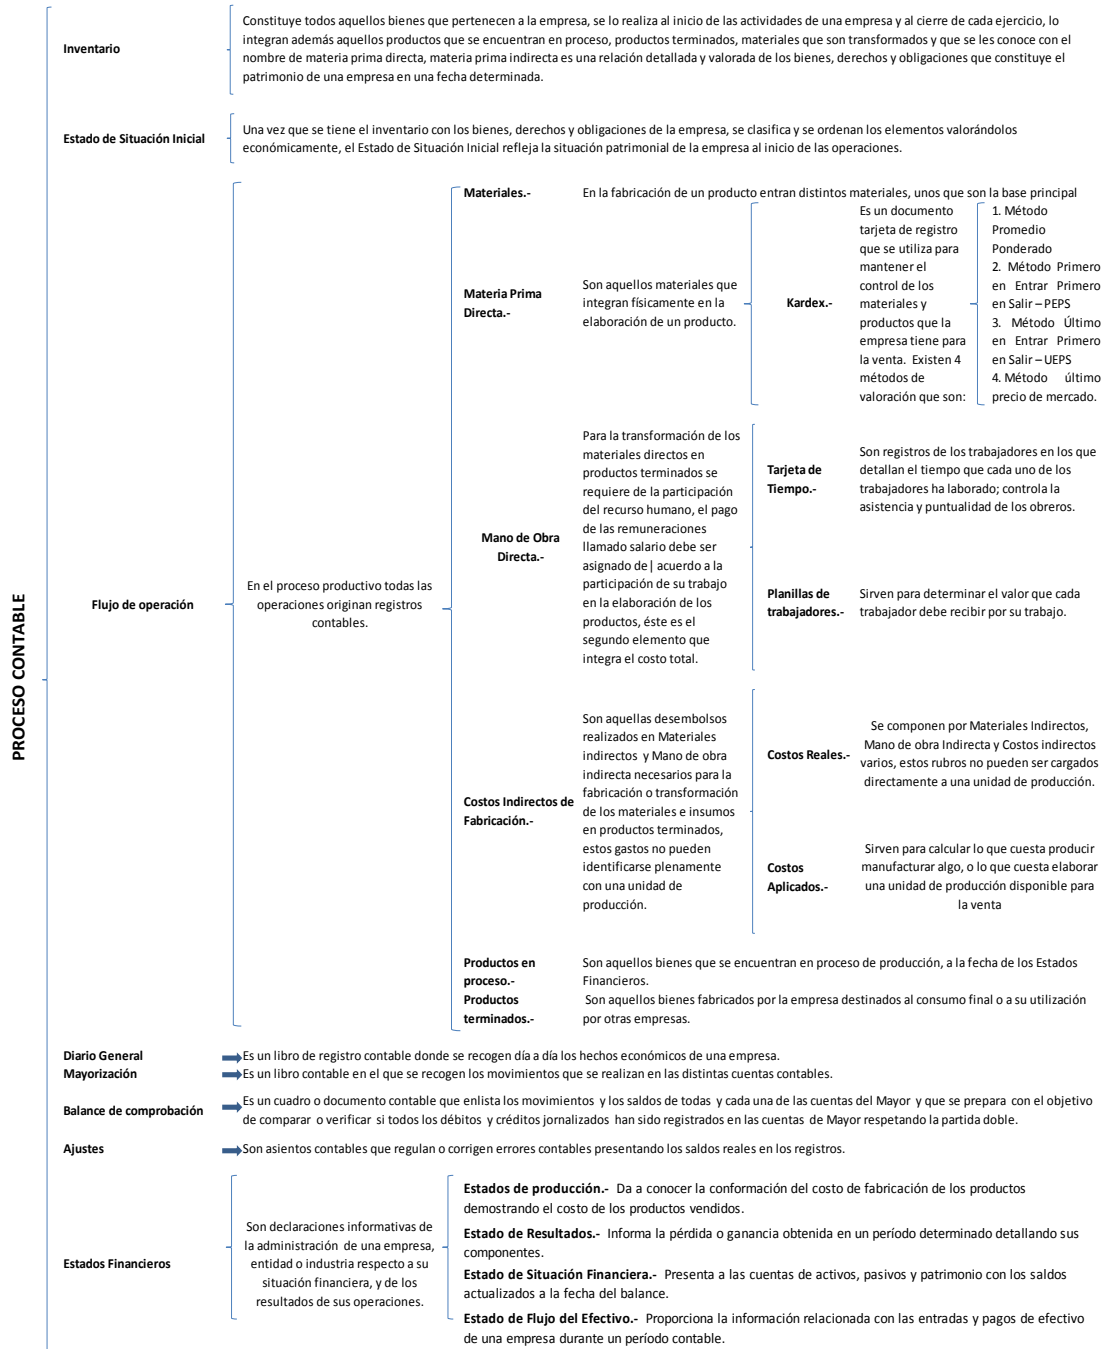 PROCESO CONTABLE
Inventario
Constituye todos aquellos bienes que pertenecen a la empresa, se lo realiza al inicio de las actividades de una empresa y al cierre de cada ejercicio, lo
integran además aquellos productos que se encuentran en proceso, productos terminados, materiales que son transformados y que se les conoce con el
nombre de materia prima directa, materia prima indirecta es una relación detallada y valorada de los bienes, derechos y obligaciones que constituye el
patrimonio de una empresa en una fecha determinada.
Estado de Situación Inicial
Una vez que se tiene el inventario con los bienes, derechos y obligaciones de la empresa, se clasifica y se ordenan los elementos valorándolos
económicamente, el Estado de Situación Inicial refleja la situación patrimonial de la empresa al inicio de las operaciones.
Flujo de operación
En el proceso productivo todas las
operaciones originan registros
contables.
Materiales.-
En la fabricación de un producto entran distintos materiales, unos que son la base principal
Materia Prima
Directa.-
Son aquellos materiales que
integran físicamente en la
elaboración de un producto.
Kardex.-
Es un documento
tarjeta de registro
que se utiliza para
mantener el
control de los
materiales y
productos que la
empresa tiene para
la venta. Existen 4
métodos de
valoración que son:
1. Método
Promedio
Ponderado
2. Método Primero
en Entrar Primero
en Salir – PEPS
3. Método Último
en Entrar Primero
en Salir – UEPS
4. Método último
precio de mercado.
Mano de Obra
Directa.-
Para la transformación de los
materiales directos en
productos terminados se
requiere de la participación
del recurso humano, el pago
de las remuneraciones
llamado salario debe ser
asignado de| acuerdo a la
participación de su trabajo
en la elaboración de los
productos, éste es el
segundo elemento que
integra el costo total.
Tarjeta de
Tiempo.-
Son registros de los trabajadores en los que
detallan el tiempo que cada uno de los
trabajadores ha laborado; controla la
asistencia y puntualidad de los obreros.
Planillas de
trabajadores.-
Sirven para determinar el valor que cada
trabajador debe recibir por su trabajo.
Costos Indirectos de
Fabricación.-
Son aquellas desembolsos
realizados en Materiales
indirectos y Mano de obra
indirecta necesarios para la
fabricación o transformación
de los materiales e insumos
en productos terminados,
estos gastos no pueden
identificarse plenamente
con una unidad de
producción.
Costos Reales.-
Se componen por Materiales Indirectos,
Mano de obra Indirecta y Costos indirectos
varios, estos rubros no pueden ser cargados
directamente a una unidad de producción.
Costos
Aplicados.-
Sirven para calcular lo que cuesta producir
manufacturar algo, o lo que cuesta elaborar
una unidad de producción disponible para
la venta
Productos en
proceso.-
Son aquellos bienes que se encuentran en proceso de producción, a la fecha de los Estados
Financieros.
Productos
terminados.-
Son aquellos bienes fabricados por la empresa destinados al consumo final o a su utilización
por otras empresas.
Diario General
Es un libro de registro contable donde se recogen día a día los hechos económicos de una empresa.
Mayorización
Es un libro contable en el que se recogen los movimientos que se realizan en las distintas cuentas contables.
Balance de comprobación
Es un cuadro o documento contable que enlista los movimientos y los saldos de todas y cada una de las cuentas del Mayor y que se prepara con el objetivo
de comparar o verificar si todos los débitos y créditos jornalizados han sido registrados en las cuentas de Mayor respetando la partida doble.
Ajustes
Son asientos contables que regulan o corrigen errores contables presentando los saldos reales en los registros.
Estados Financieros
Son declaraciones informativas de
la administración de una empresa,
entidad o industria respecto a su
situación financiera, y de los
resultados de sus operaciones.
Estados de producción.- Da a conocer la conformación del costo de fabricación de los productos
demostrando el costo de los productos vendidos.
Estado de Resultados.- Informa la pérdida o ganancia obtenida en un período determinado detallando sus
componentes.
Estado de Situación Financiera.- Presenta a las cuentas de activos, pasivos y patrimonio con los saldos
actualizados a la fecha del balance.
Estado de Flujo del Efectivo.- Proporciona la información relacionada con las entradas y pagos de efectivo
de una empresa durante un período contable.